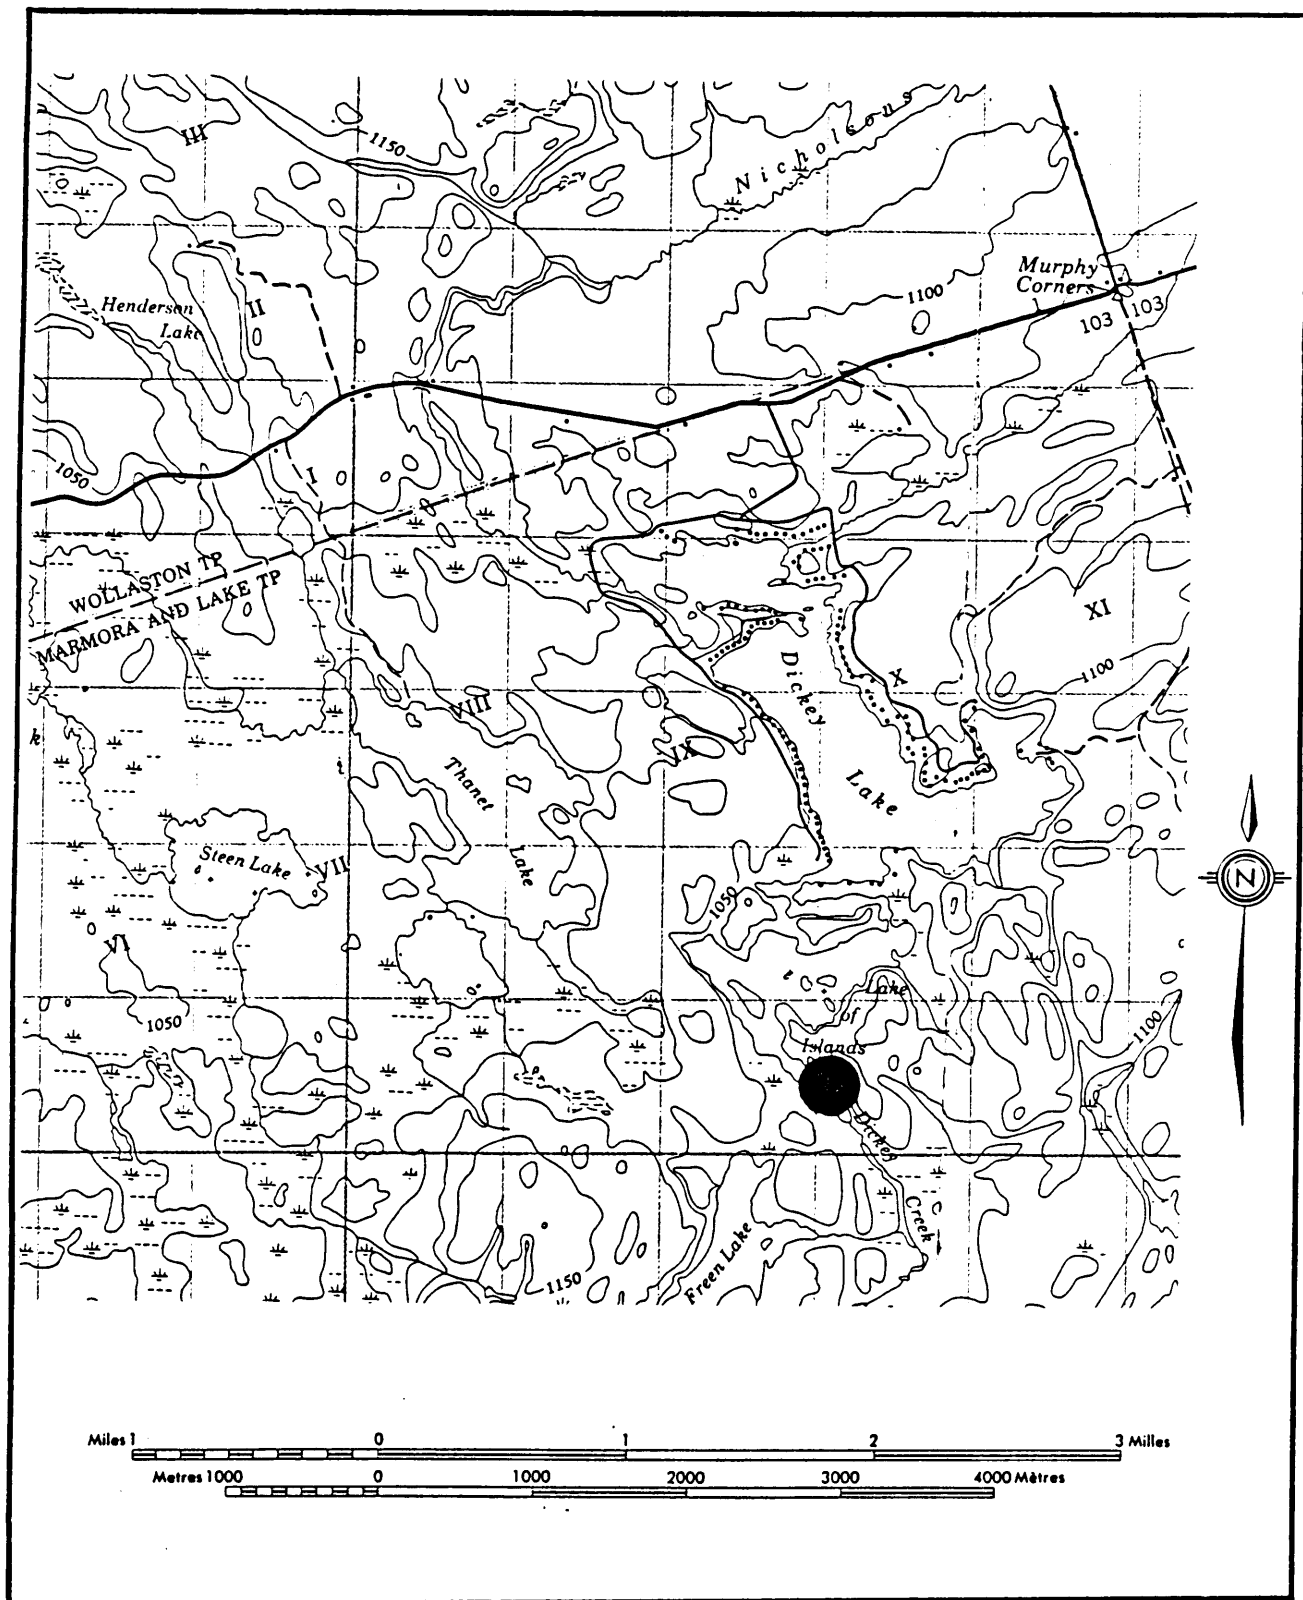 III
1150
Nicholsons
Murphy
Corners
103
103
1100
Henderson
Lake
II
1050
I
WOLLASTON TP
MARMORA AND LAKE TP
XI
1100
X
Dickey
Lake
VIII
IX
k
Thanet
Lake
Steen Lake
VII
1050
VI
1050
N
Lake
of
Islands
1100
Dickey
Creek
Freen Lake
1150
Miles 1 0 1 2 3 Milles
Metres 1000 0 1000 2000 3000 4000 Mètres